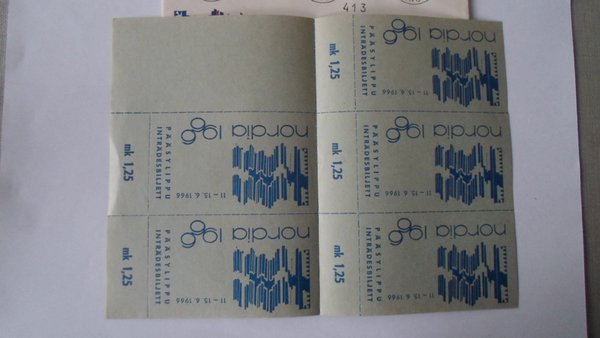 413
nordia 1966
11 – 15.6.1966
PÄÄSYLIPPU
INTRÄDESBILJETT
mk 1,25
nordia 1966
11 – 15.6.1966
PÄÄSYLIPPU
INTRÄDESBILJETT
mk 1,25
nordia 1966
11 – 15.6.1966
PÄÄSYLIPPU
INTRÄDESBILJETT
mk 1,25
nordia 1966
11 – 15.6.1966
PÄÄSYLIPPU
INTRÄDESBILJETT
mk 1,25
nordia 1966
11 – 15.6.1966
PÄÄSYLIPPU
INTRÄDESBILJETT
mk 1,25